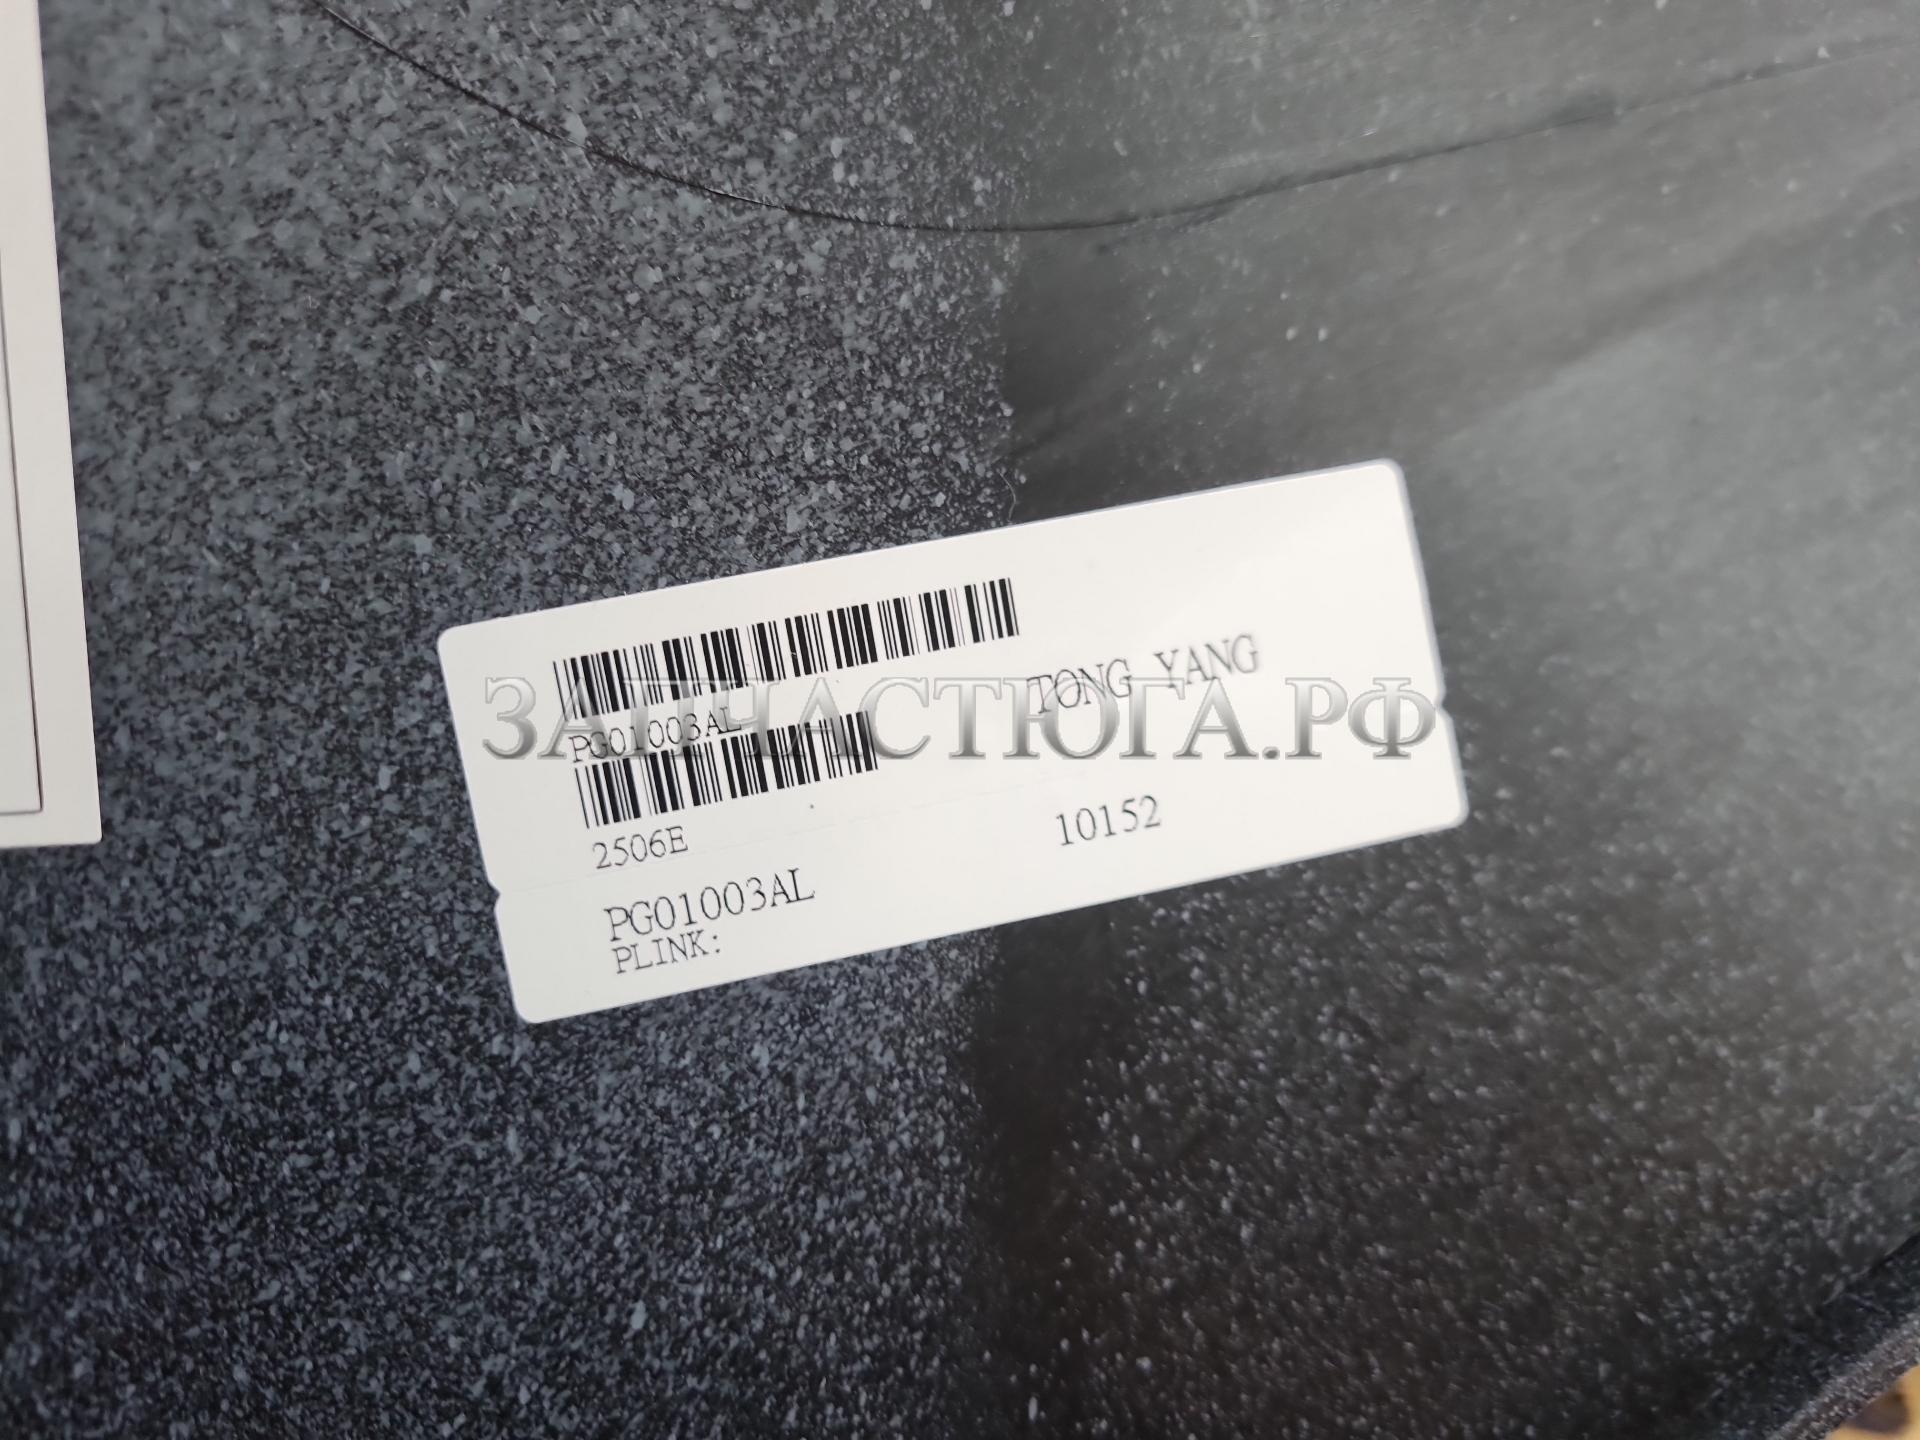 PG01003AL
TONG YANG
ЗАПЧАСТЮГА.РФ
2506E
10152
PG01003AL
PLINK: